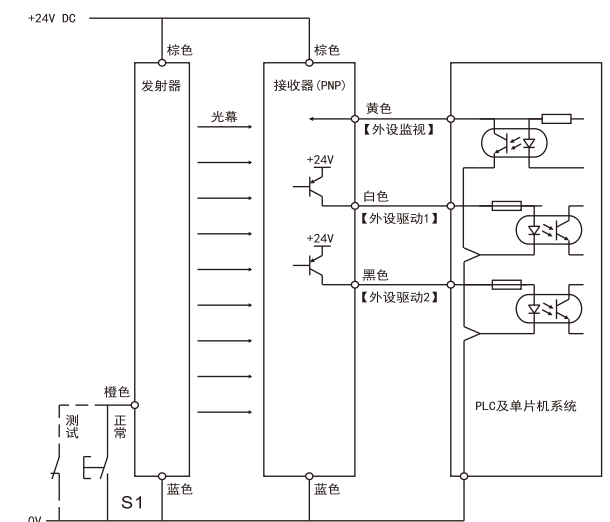 +24V DC
棕色
棕色
发射器
接收器(PNP)
光幕
黄色
【外设监视】
+24V
白色
【外设驱动1】
+24V
黑色
【外设驱动2】
橙色
测试
正常
PLC及单片机系统
S1
蓝色
蓝色
0V